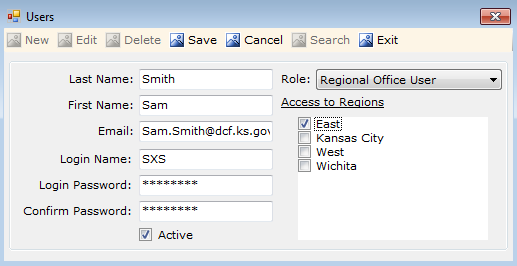 Users
New Edit Delete Save Cancel Search Exit
Last Name: Smith
First Name: Sam
Email: Sam.Smith@dcf.ks.gov
Login Name: SXS
Login Password: ********
Confirm Password: ********
Active
Role: Regional Office User
Access to Regions
East
Kansas City
West
Wichita